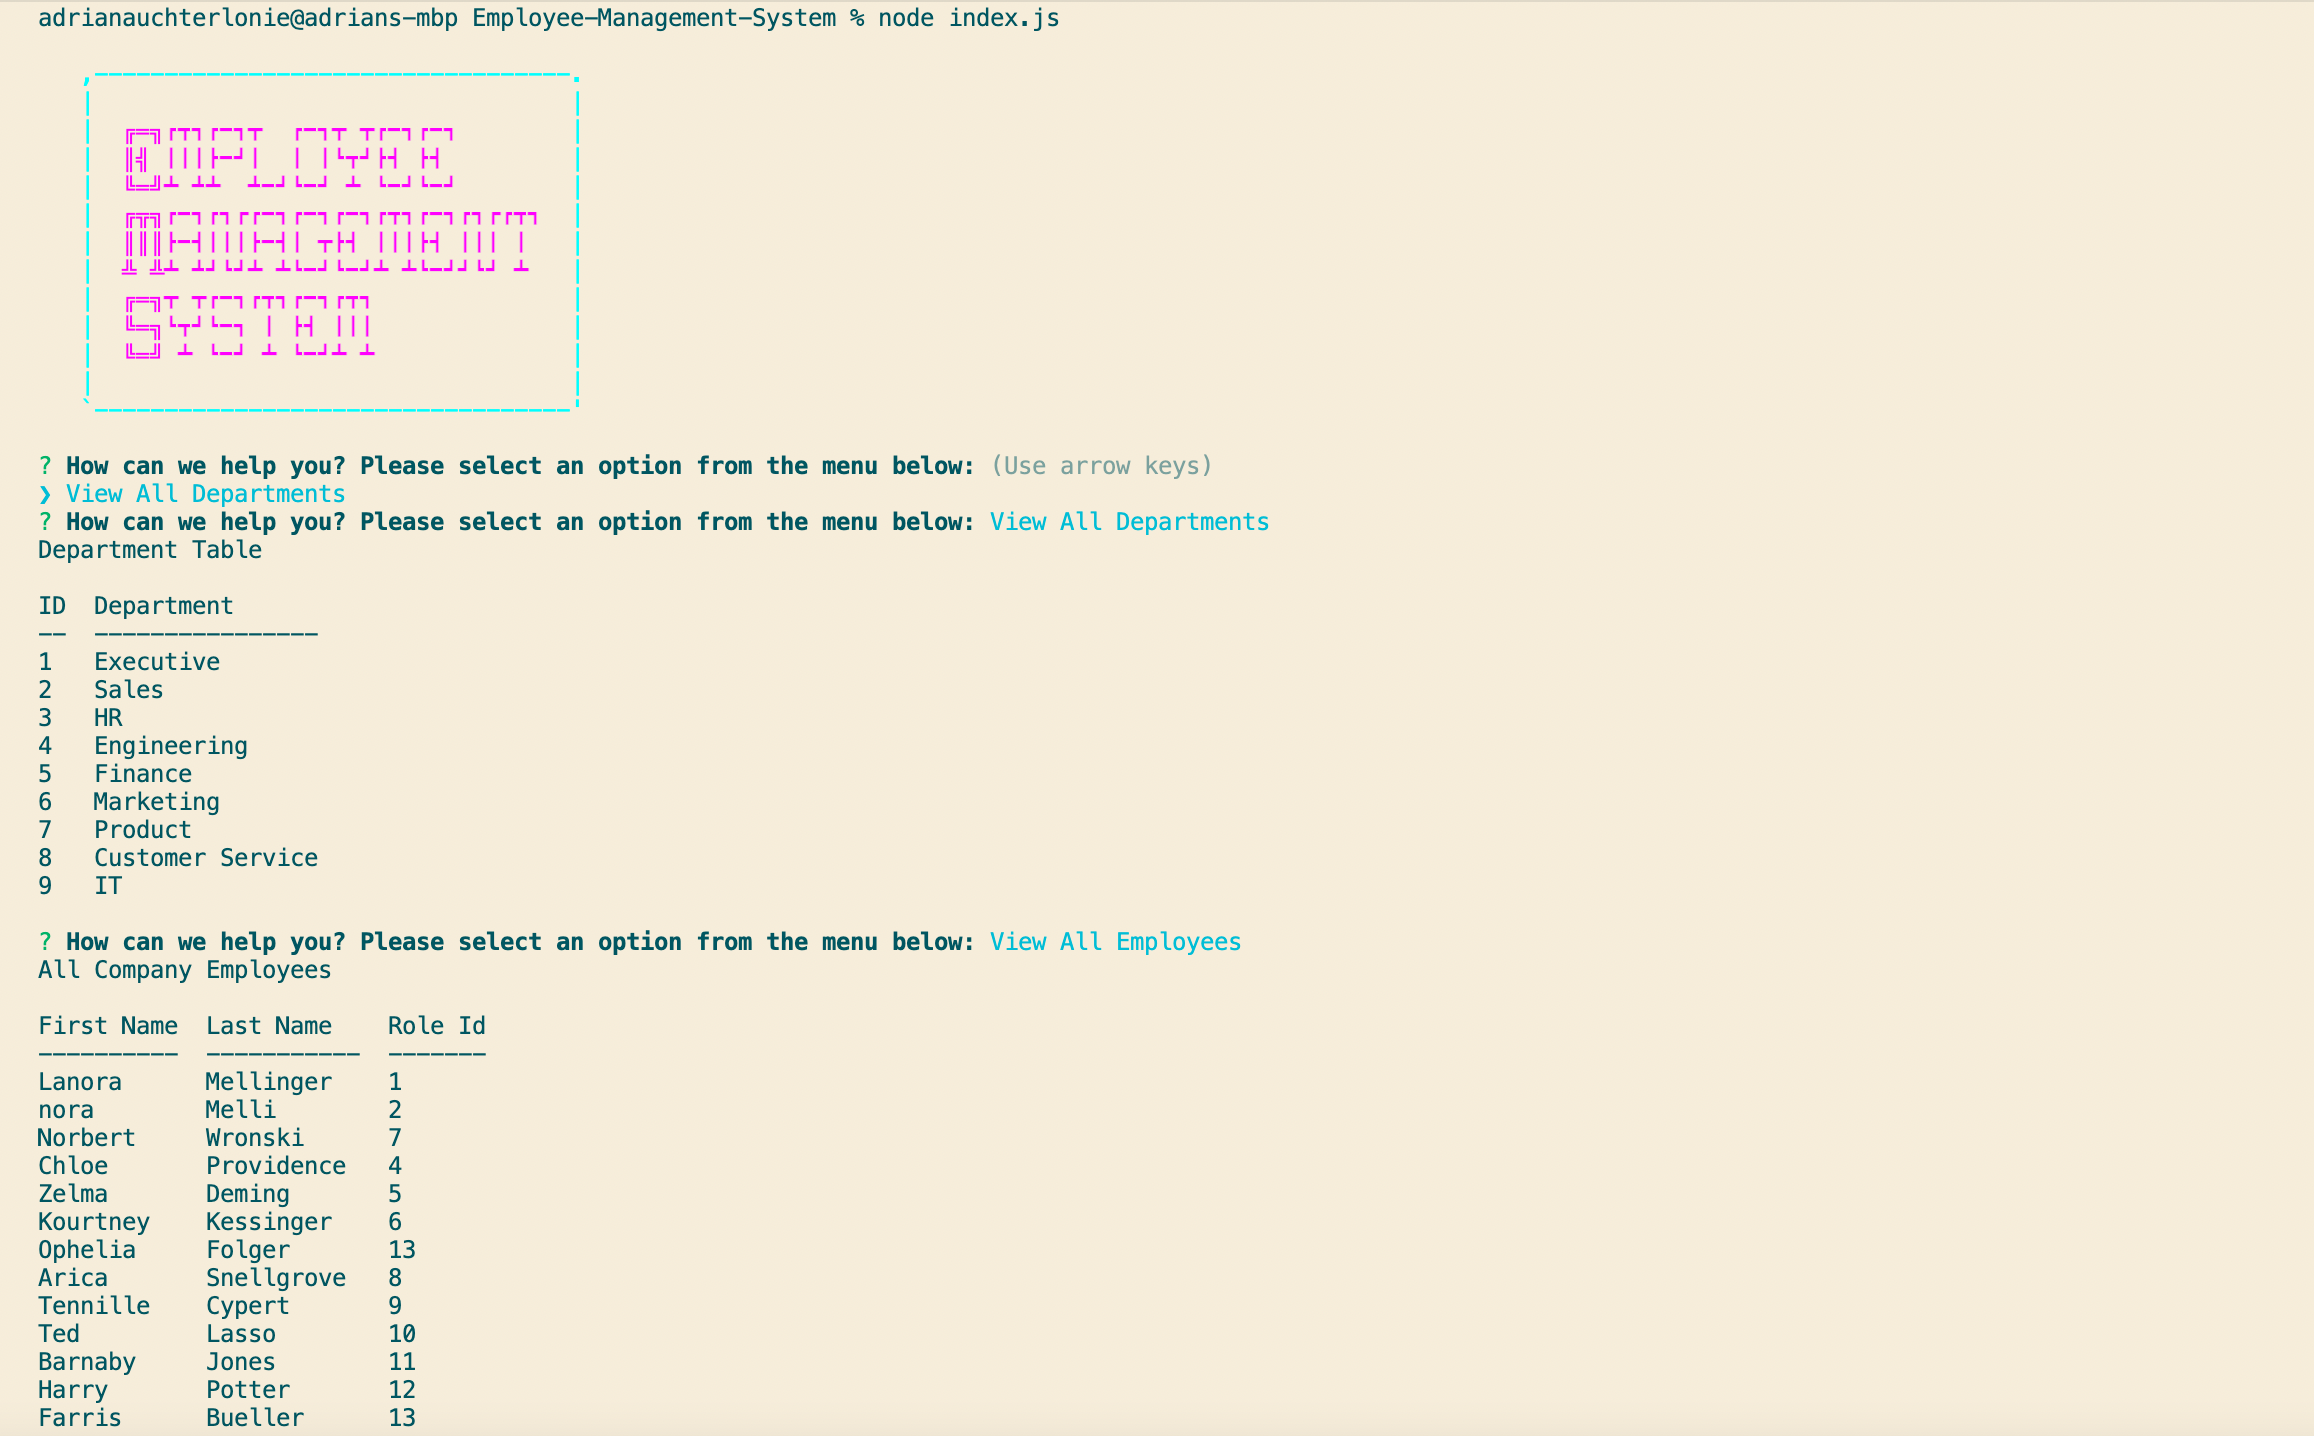 adrianauchterlonie@adrians-mbp Employee-Management-System % node index.js
Employee
Management
System
? How can we help you? Please select an option from the menu below: (Use arrow keys)
❯ View All Departments
? How can we help you? Please select an option from the menu below: View All Departments
Department Table
ID  Department
--  ----------------
1   Executive
2   Sales
3   HR
4   Engineering
5   Finance
6   Marketing
7   Product
8   Customer Service
9   IT
? How can we help you? Please select an option from the menu below: View All Employees
All Company Employees
First Name  Last Name    Role Id
----------  -----------  -------
Lanora      Mellinger    1
nora        Melli        2
Norbert     Wronski      7
Chloe       Providence   4
Zelma       Deming       5
Kourtney    Kessinger    6
Ophelia     Folger       13
Arica       Snellgrove   8
Tennille    Cypert       9
Ted         Lasso        10
Barnaby     Jones        11
Harry       Potter       12
Farris      Bueller      13